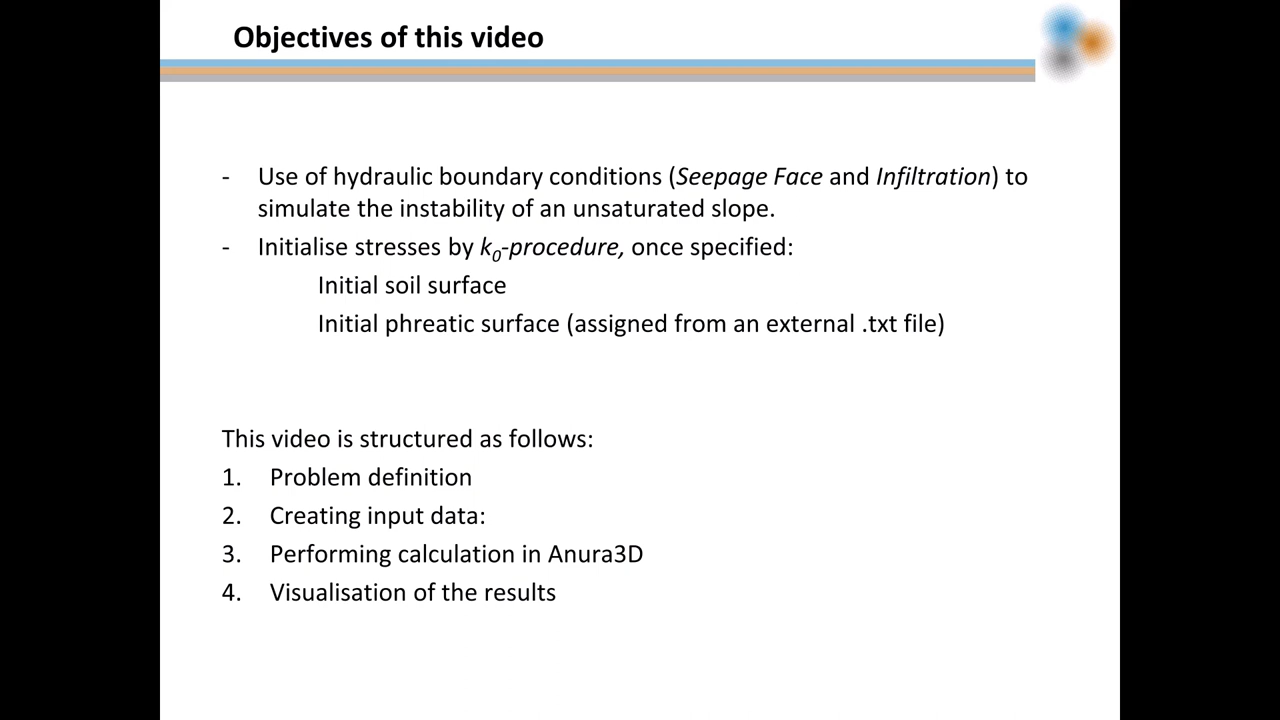 Objectives of this video
- Use of hydraulic boundary conditions (Seepage Face and Infiltration) to
simulate the instability of an unsaturated slope.
- Initialise stresses by k0-procedure, once specified:
Initial soil surface
Initial phreatic surface (assigned from an external .txt file)
This video is structured as follows:
1. Problem definition
2. Creating input data:
3. Performing calculation in Anura3D
4. Visualisation of the results